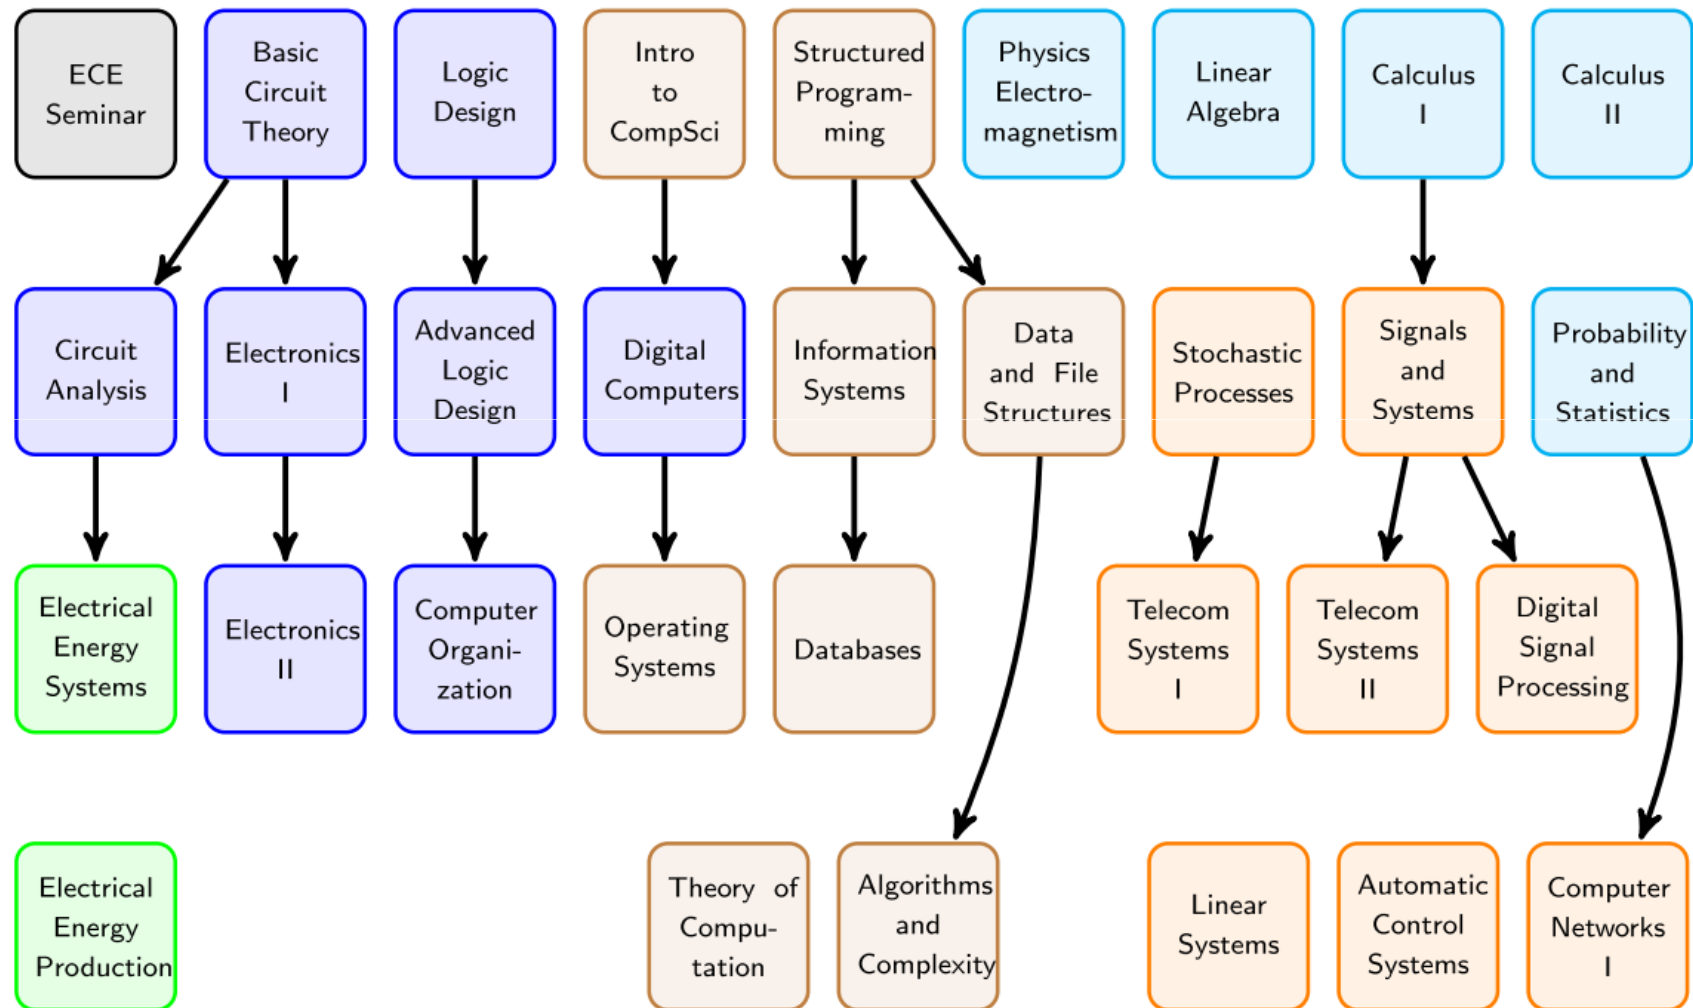 ECE
Seminar
Basic
Circuit
Theory
Logic
Design
Intro
to
CompSci
Structured
Program-
ming
Physics
Electro-
magnetism
Linear
Algebra
Calculus
I
Calculus
II
Circuit
Analysis
Electronics
I
Advanced
Logic
Design
Digital
Computers
Information
Systems
Data
and File
Structures
Stochastic
Processes
Signals
and
Systems
Probability
and
Statistics
Electrical
Energy
Systems
Electronics
II
Computer
Organi-
zation
Operating
Systems
Databases
Telecom
Systems
I
Telecom
Systems
II
Digital
Signal
Processing
Electrical
Energy
Production
Theory of
Compu-
tation
Algorithms
and
Complexity
Linear
Systems
Automatic
Control
Systems
Computer
Networks
I